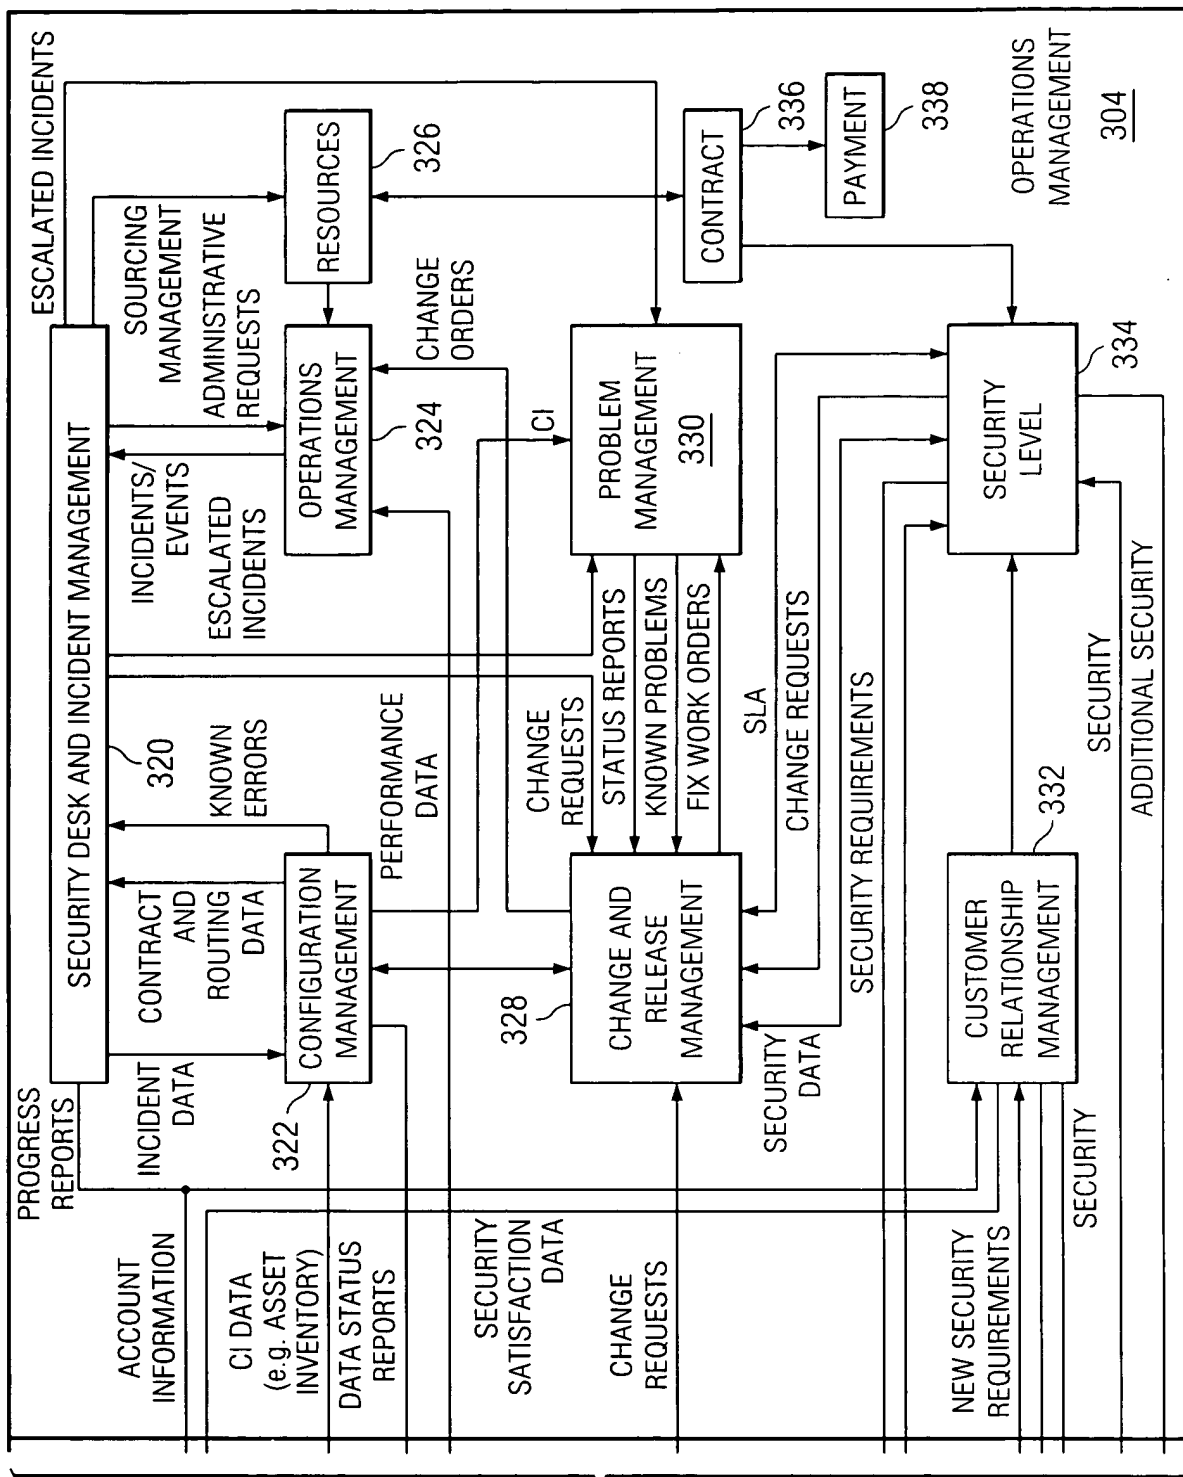 ESCALATED INCIDENTS
SECURITY DESK AND INCIDENT MANAGEMENT
320
PROGRESS
REPORTS
INCIDENT
DATA
CONTRACT
AND
ROUTING
DATA
KNOWN
ERRORS
INCIDENTS/
EVENTS
ESCALATED
INCIDENTS
SOURCING
MANAGEMENT
ADMINISTRATIVE
REQUESTS
ACCOUNT
INFORMATION
CI DATA
(e.g. ASSET
INVENTORY)
DATA STATUS
REPORTS
322
CONFIGURATION
MANAGEMENT
PERFORMANCE
DATA
OPERATIONS
MANAGEMENT
324
RESOURCES
326
CHANGE
ORDERS
CI
SECURITY
SATISFACTION
DATA
CHANGE
REQUESTS
328
CHANGE AND
RELEASE
MANAGEMENT
CHANGE
REQUESTS
STATUS REPORTS
KNOWN PROBLEMS
FIX WORK ORDERS
PROBLEM
MANAGEMENT
330
CONTRACT
336
PAYMENT
338
SECURITY
DATA
SLA
CHANGE REQUESTS
SECURITY REQUIREMENTS
NEW SECURITY
REQUIREMENTS
CUSTOMER
RELATIONSHIP
MANAGEMENT
332
SECURITY
SECURITY
LEVEL
334
SECURITY
ADDITIONAL SECURITY
OPERATIONS
MANAGEMENT
304